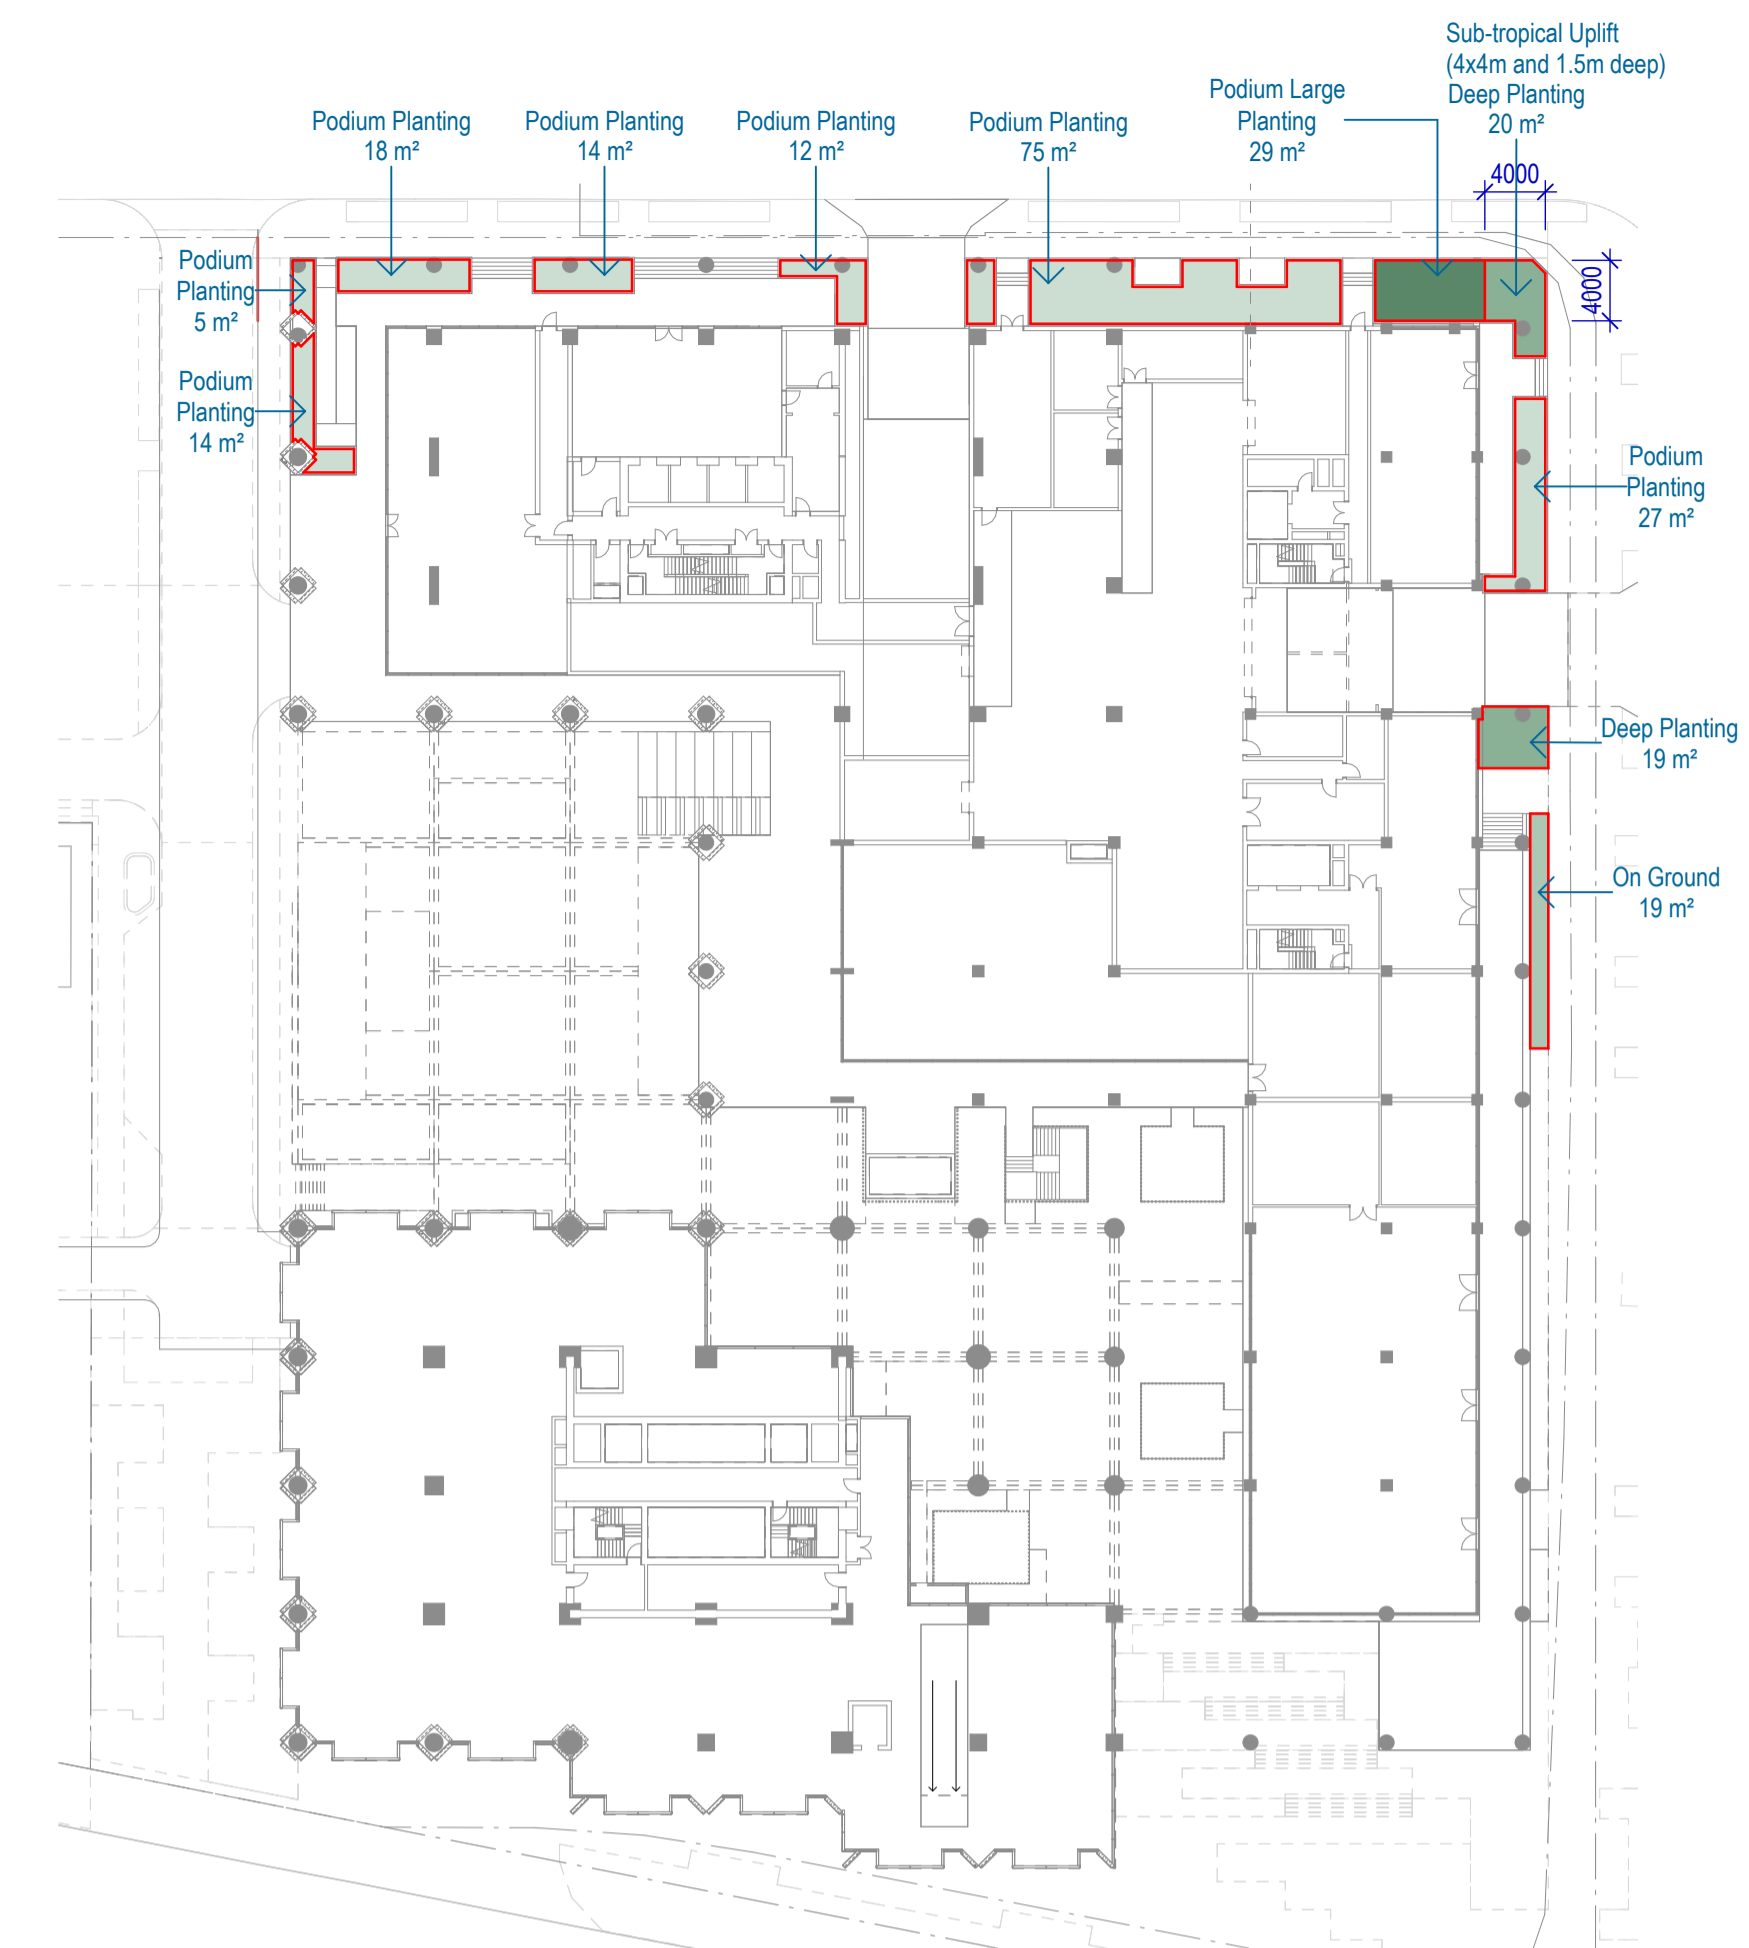 Sub-tropical Uplift
(4x4m and 1.5m deep)
Deep Planting
20 m²
Podium Large
Planting
29 m²
Podium Planting
18 m²
Podium Planting
14 m²
Podium Planting
12 m²
Podium Planting
75 m²
4000
4000
Podium
Planting
5 m²
Podium
Planting
14 m²
Podium
Planting
27 m²
Deep Planting
19 m²
On Ground
19 m²